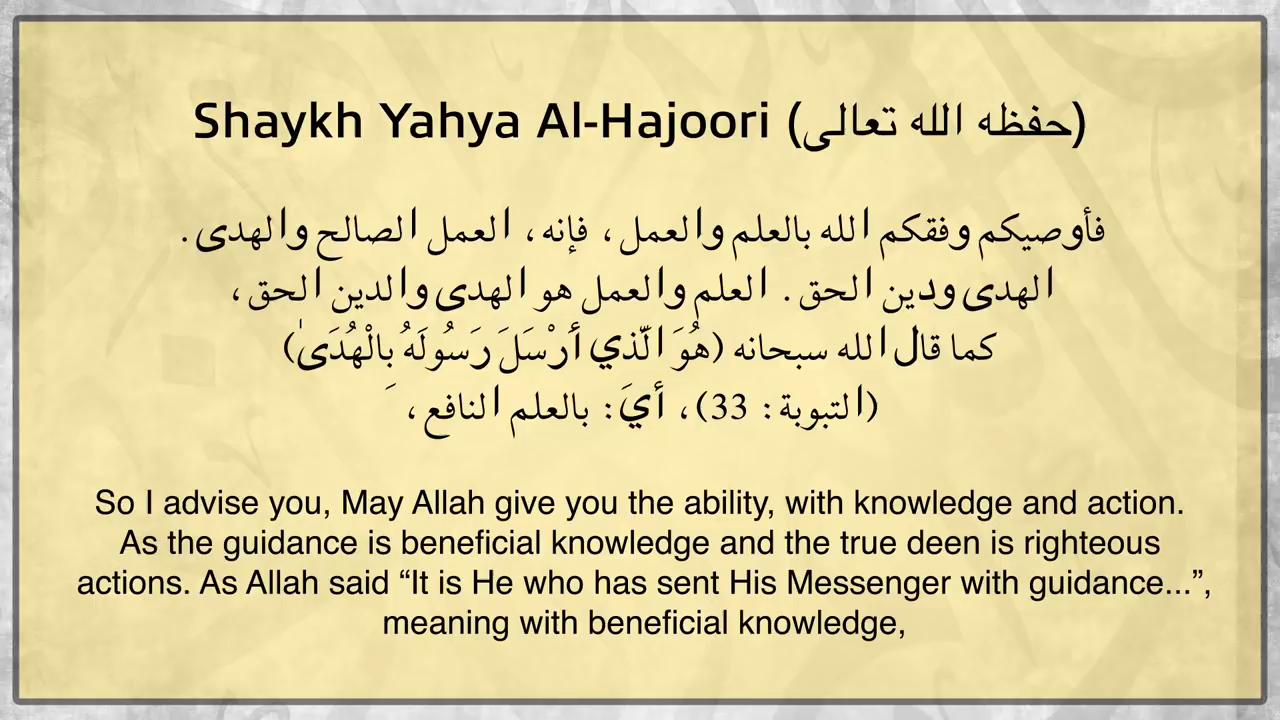 Shaykh Yahya Al-Hajoori (حفظه الله تعالى)
فأوصيكم وفقكم الله بالعلم والعمل، فإنه، العمل الصالح والهدى.
الهدى ودين الحق. العلم والعمل هو الهدى والدين الحق،
كما قال الله سبحانه (هُوَ الَّذي أَرْسَلَ رَسُولَهُ بِالْهُدَىٰ)
(التبوبة: 33)، أيَ: بالعلم النافع، َ
So I advise you, May Allah give you the ability, with knowledge and action.
As the guidance is beneficial knowledge and the true deen is righteous
actions. As Allah said “It is He who has sent His Messenger with guidance...”,
meaning with beneficial knowledge,